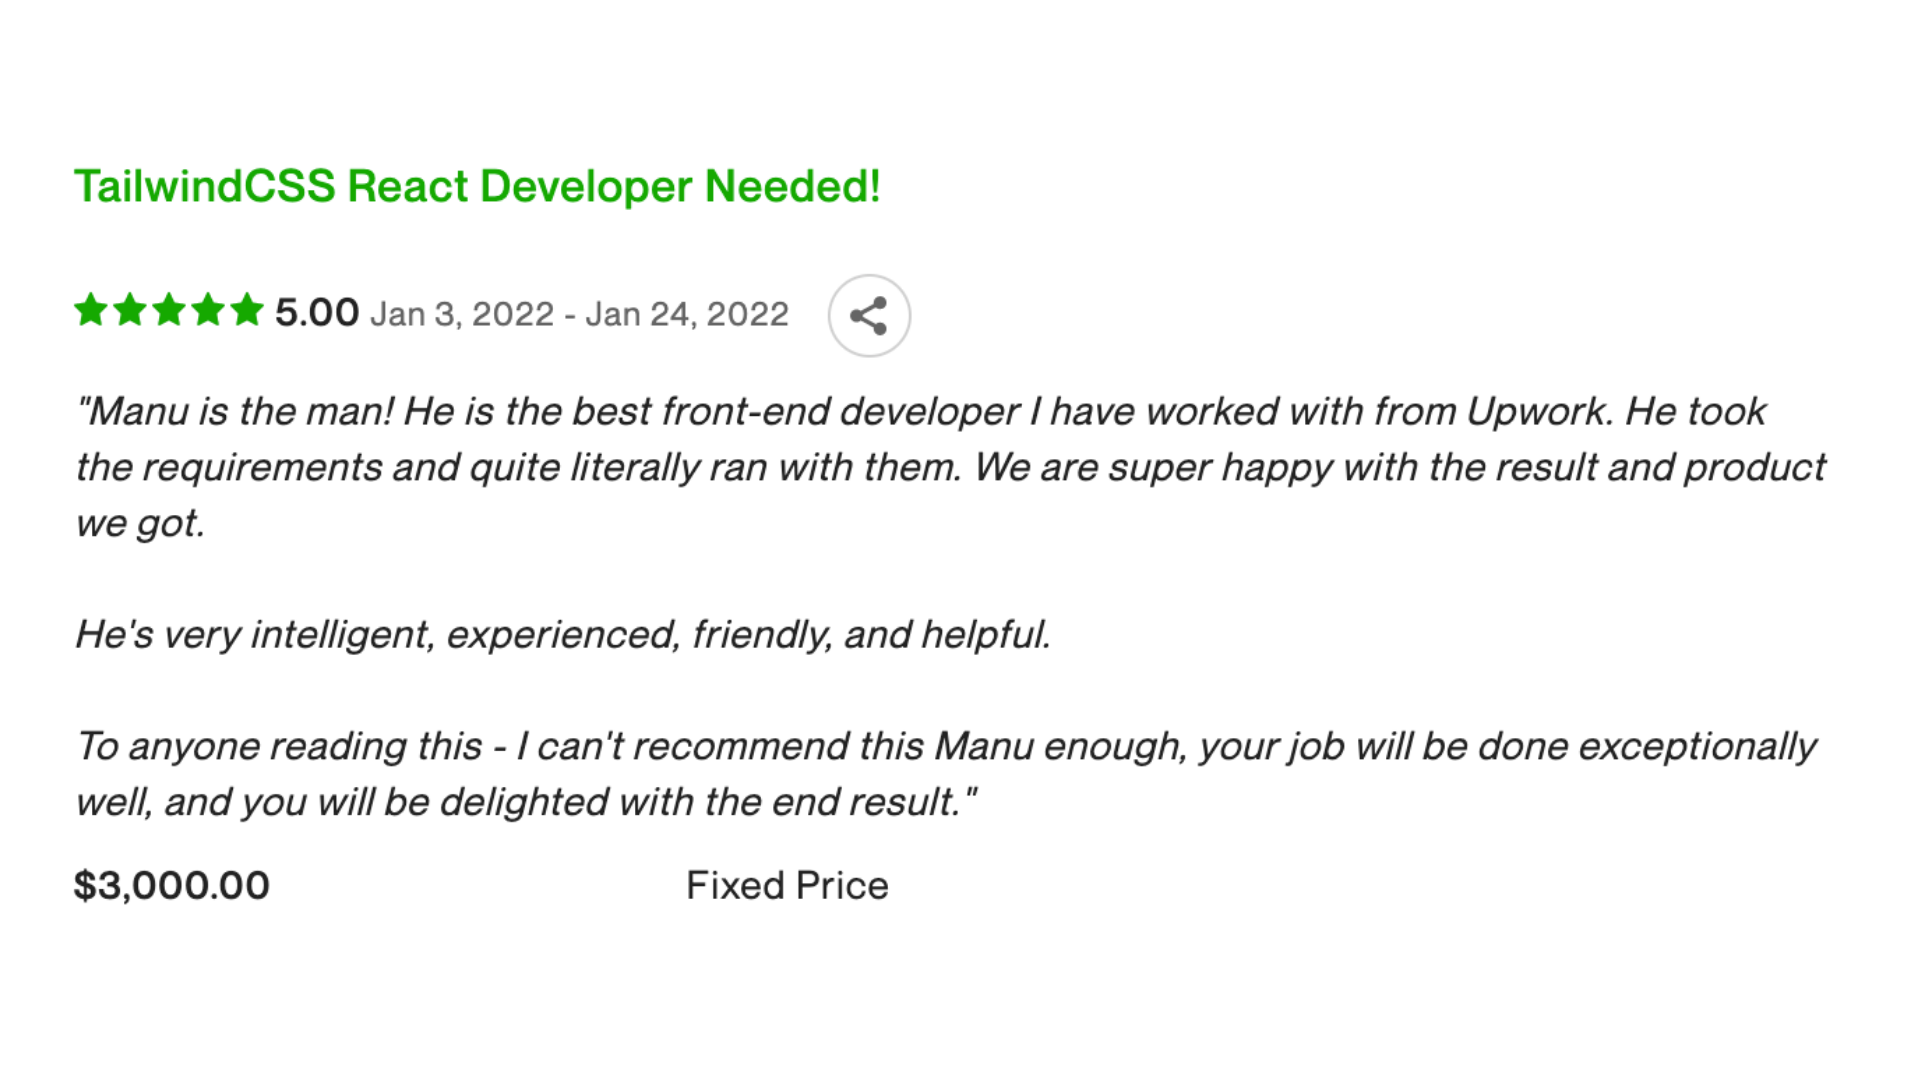 TailwindCSS React Developer Needed!
5.00 Jan 3, 2022 - Jan 24, 2022
"Manu is the man! He is the best front-end developer I have worked with from Upwork. He took
the requirements and quite literally ran with them. We are super happy with the result and product
we got.
He's very intelligent, experienced, friendly, and helpful.
To anyone reading this - I can't recommend this Manu enough, your job will be done exceptionally
well, and you will be delighted with the end result."
$3,000.00 Fixed Price